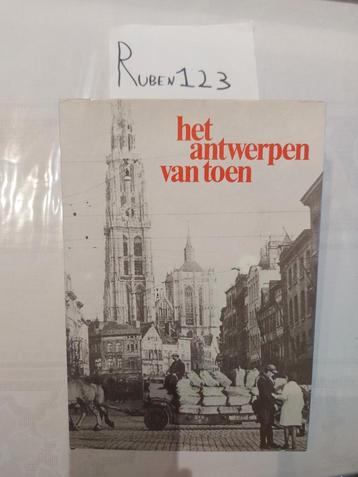 Ruben123
het
antwerpen
van toen